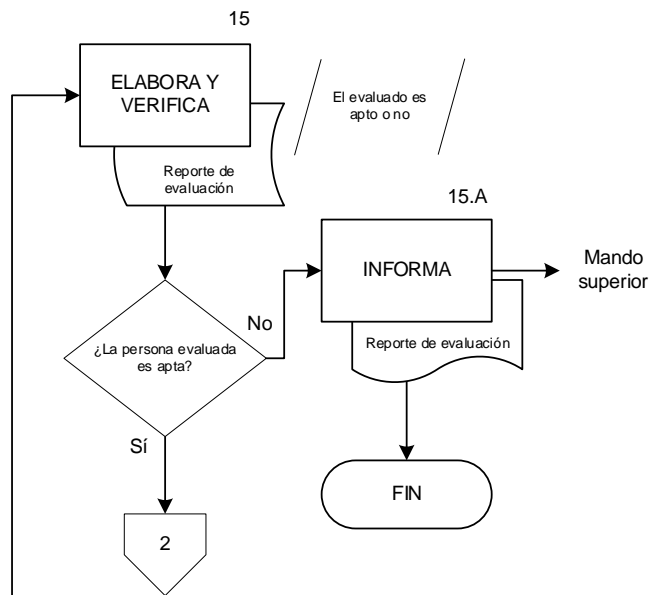 15
ELABORA Y
VERIFICA
El evaluado es
apto o no
Reporte de
evaluación
15.A
INFORMA
Mando
superior
Reporte de evaluación
No
¿La persona evaluada
es apta?
Sí
FIN
2